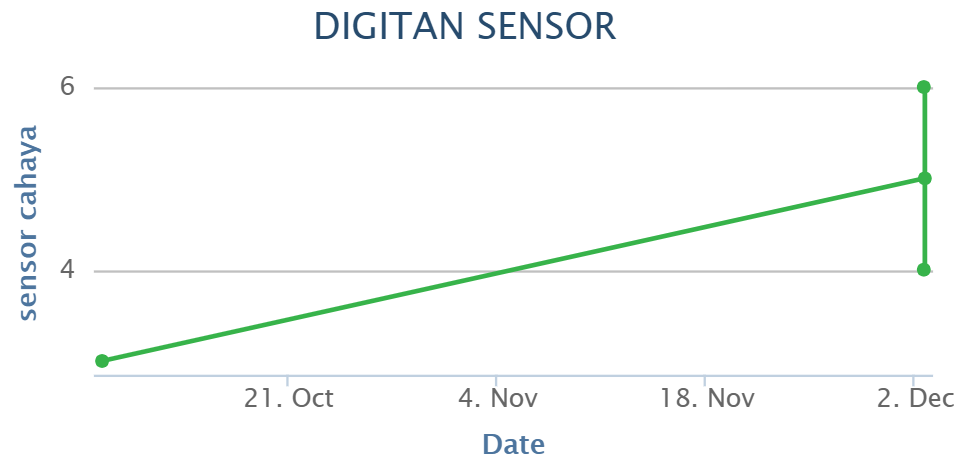 DIGITAN SENSOR
sensor cahaya
6
4
21. Oct 4. Nov 18. Nov 2. Dec
Date